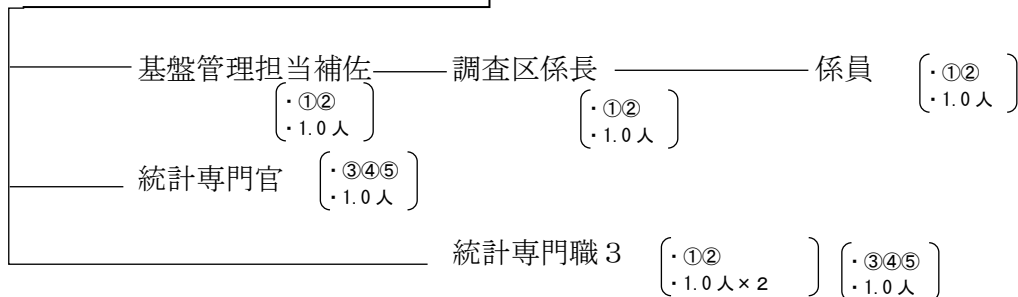 基盤管理担当補佐 調査区係長 係員
・①②
・1.0人
・①②
・1.0人
・①②
・1.0人
統計専門官
・③④⑤
・1.0人
統計専門職３
・①②
・1.0人×2
・③④⑤
・1.0人